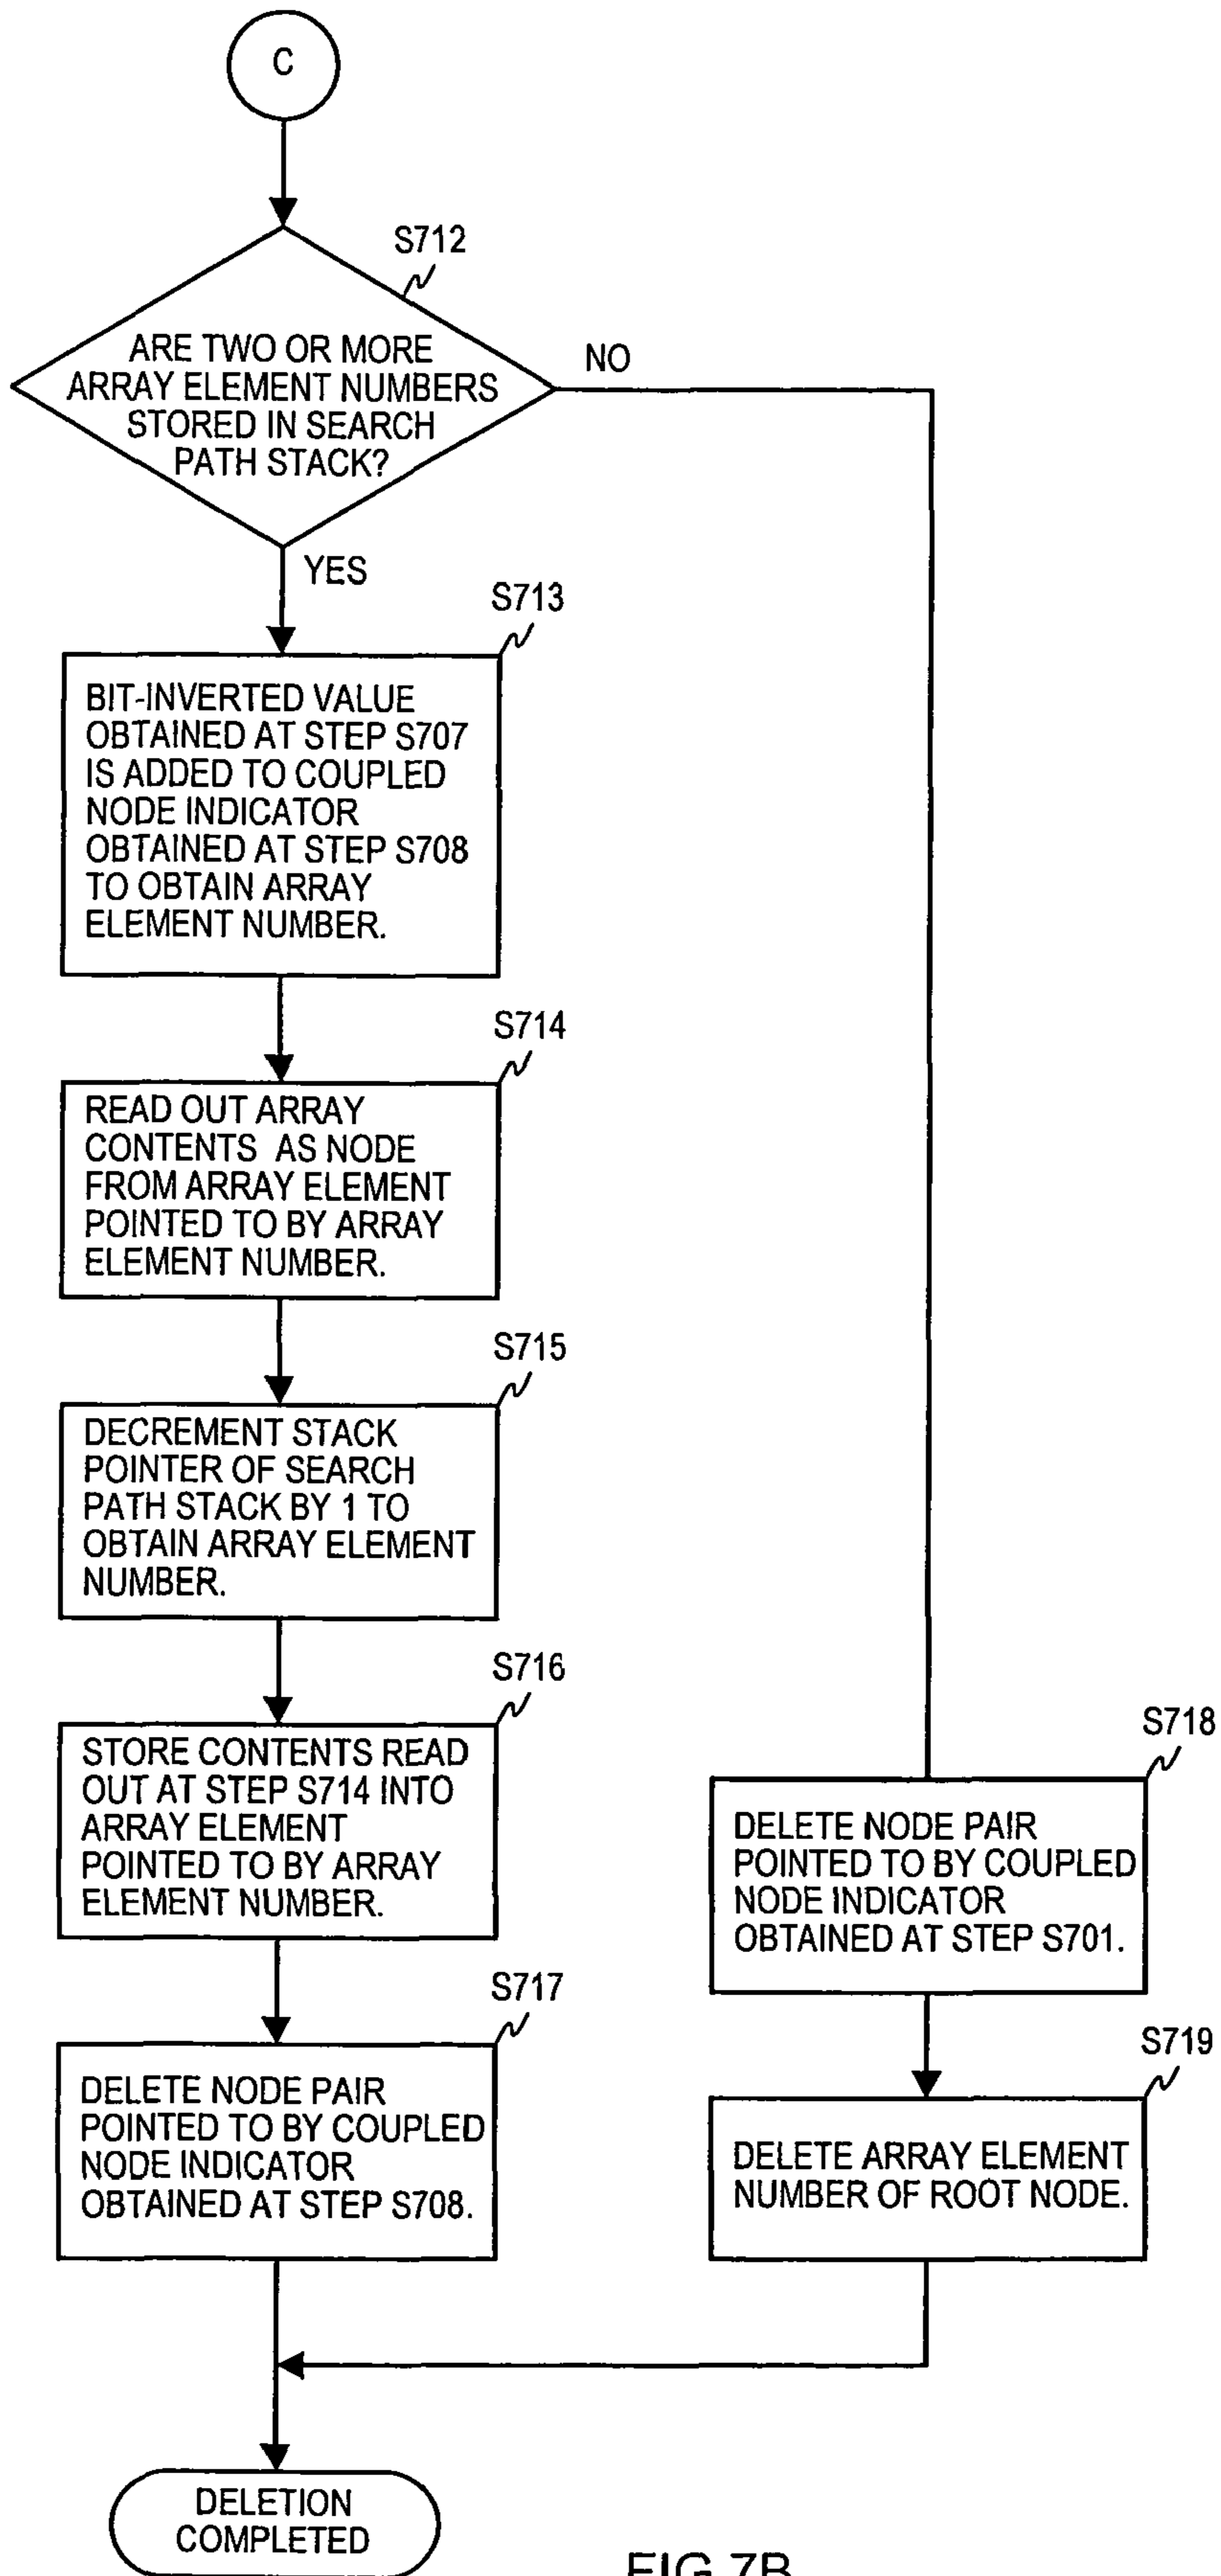 C
S712
ARE TWO OR MORE
ARRAY ELEMENT NUMBERS
STORED IN SEARCH
PATH STACK?
NO
YES
S713
BIT-INVERTED VALUE
OBTAINED AT STEP S707
IS ADDED TO COUPLED
NODE INDICATOR
OBTAINED AT STEP S708
TO OBTAIN ARRAY
ELEMENT NUMBER.
S714
READ OUT ARRAY
CONTENTS AS NODE
FROM ARRAY ELEMENT
POINTED TO BY ARRAY
ELEMENT NUMBER.
S715
DECREMENT STACK
POINTER OF SEARCH
PATH STACK BY 1 TO
OBTAIN ARRAY ELEMENT
NUMBER.
S716
STORE CONTENTS READ
OUT AT STEP S714 INTO
ARRAY ELEMENT
POINTED TO BY ARRAY
ELEMENT NUMBER.
S717
DELETE NODE PAIR
POINTED TO BY COUPLED
NODE INDICATOR
OBTAINED AT STEP S708.
S718
DELETE NODE PAIR
POINTED TO BY COUPLED
NODE INDICATOR
OBTAINED AT STEP S701.
S719
DELETE ARRAY ELEMENT
NUMBER OF ROOT NODE.
DELETION
COMPLETED
FIG.7B